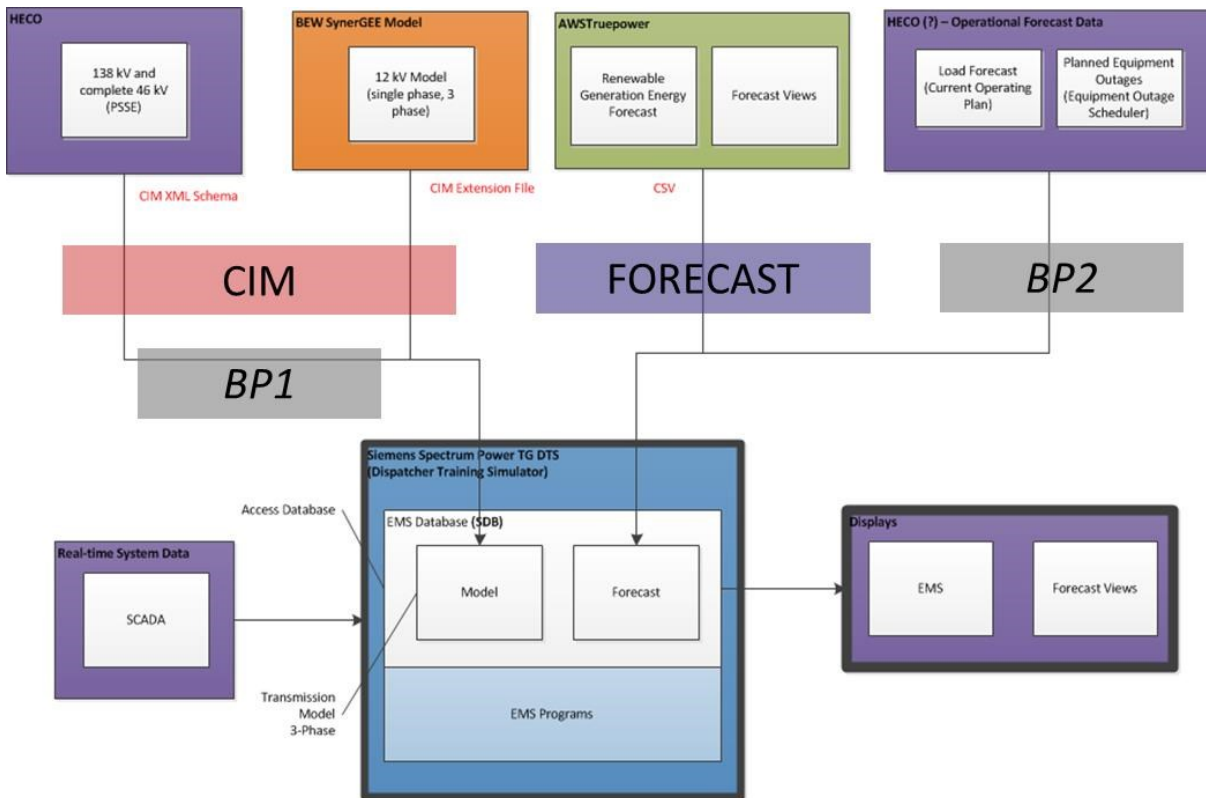 HECO
138 kV and
complete 46 kV
(PSSE)
BEW SynerGEE Model
12 kV Model
(single phase, 3
phase)
AWSTruepower
Renewable
Generation Energy
Forecast
Forecast Views
HECO (?) – Operational Forecast Data
Load Forecast
(Current Operating
Plan)
Planned Equipment
Outages
(Equipment Outage
Scheduler)
CIM XML Schema
CIM Extension FIle
CSV
CIM
FORECAST
BP2
BP1
Siemens Spectrum Power TG DTS
(Dispatcher Training Simulator)
Access Database
EMS Database (SDB)
Model
Forecast
Real-time System Data
SCADA
Transmission
Model
3-Phase
EMS Programs
Displays
EMS
Forecast Views